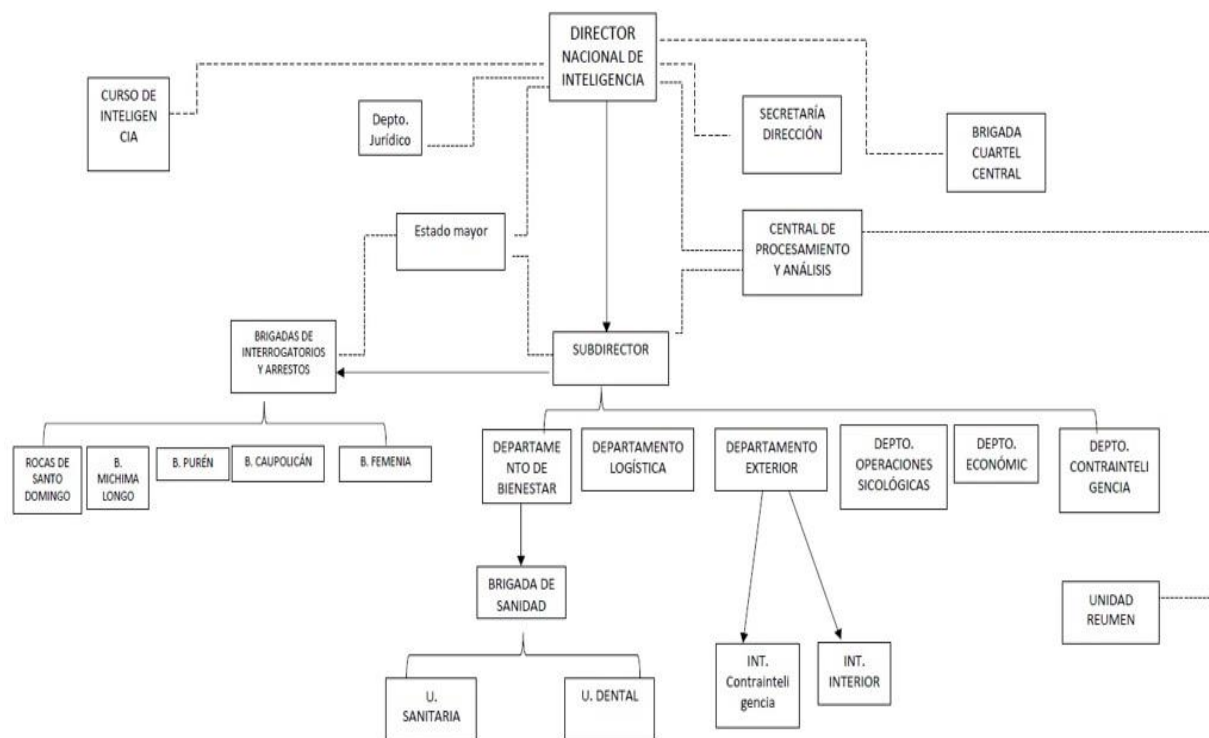 DIRECTOR
NACIONAL DE
INTELIGENCIA
CURSO DE
INTELIGEN
CIA
Depto.
Jurídico
SECRETARÍA
DIRECCIÓN
BRIGADA
CUARTEL
CENTRAL
Estado mayor
CENTRAL DE
PROCESAMIENTO
Y ANÁLISIS
BRIGADAS DE
INTERROGATORIOS
Y ARRESTOS
SUBDIRECTOR
ROCAS DE
SANTO
DOMINGO
B.
MICHIMA
LONGO
B. PURÉN
B. CAUPOLICÁN
B. FEMENIA
DEPARTAME
NTO DE
BIENESTAR
DEPARTAMENTO
LOGÍSTICA
DEPARTAMENTO
EXTERIOR
DEPTO.
OPERACIONES
SICOLÓGICAS
DEPTO.
ECONÓMIC
DEPTO.
CONTRAINTELI
GENCIA
BRIGADA DE
SANIDAD
UNIDAD
REUMEN
U.
SANITARIA
U. DENTAL
INT.
Contrainteli
gencia
INT.
INTERIOR